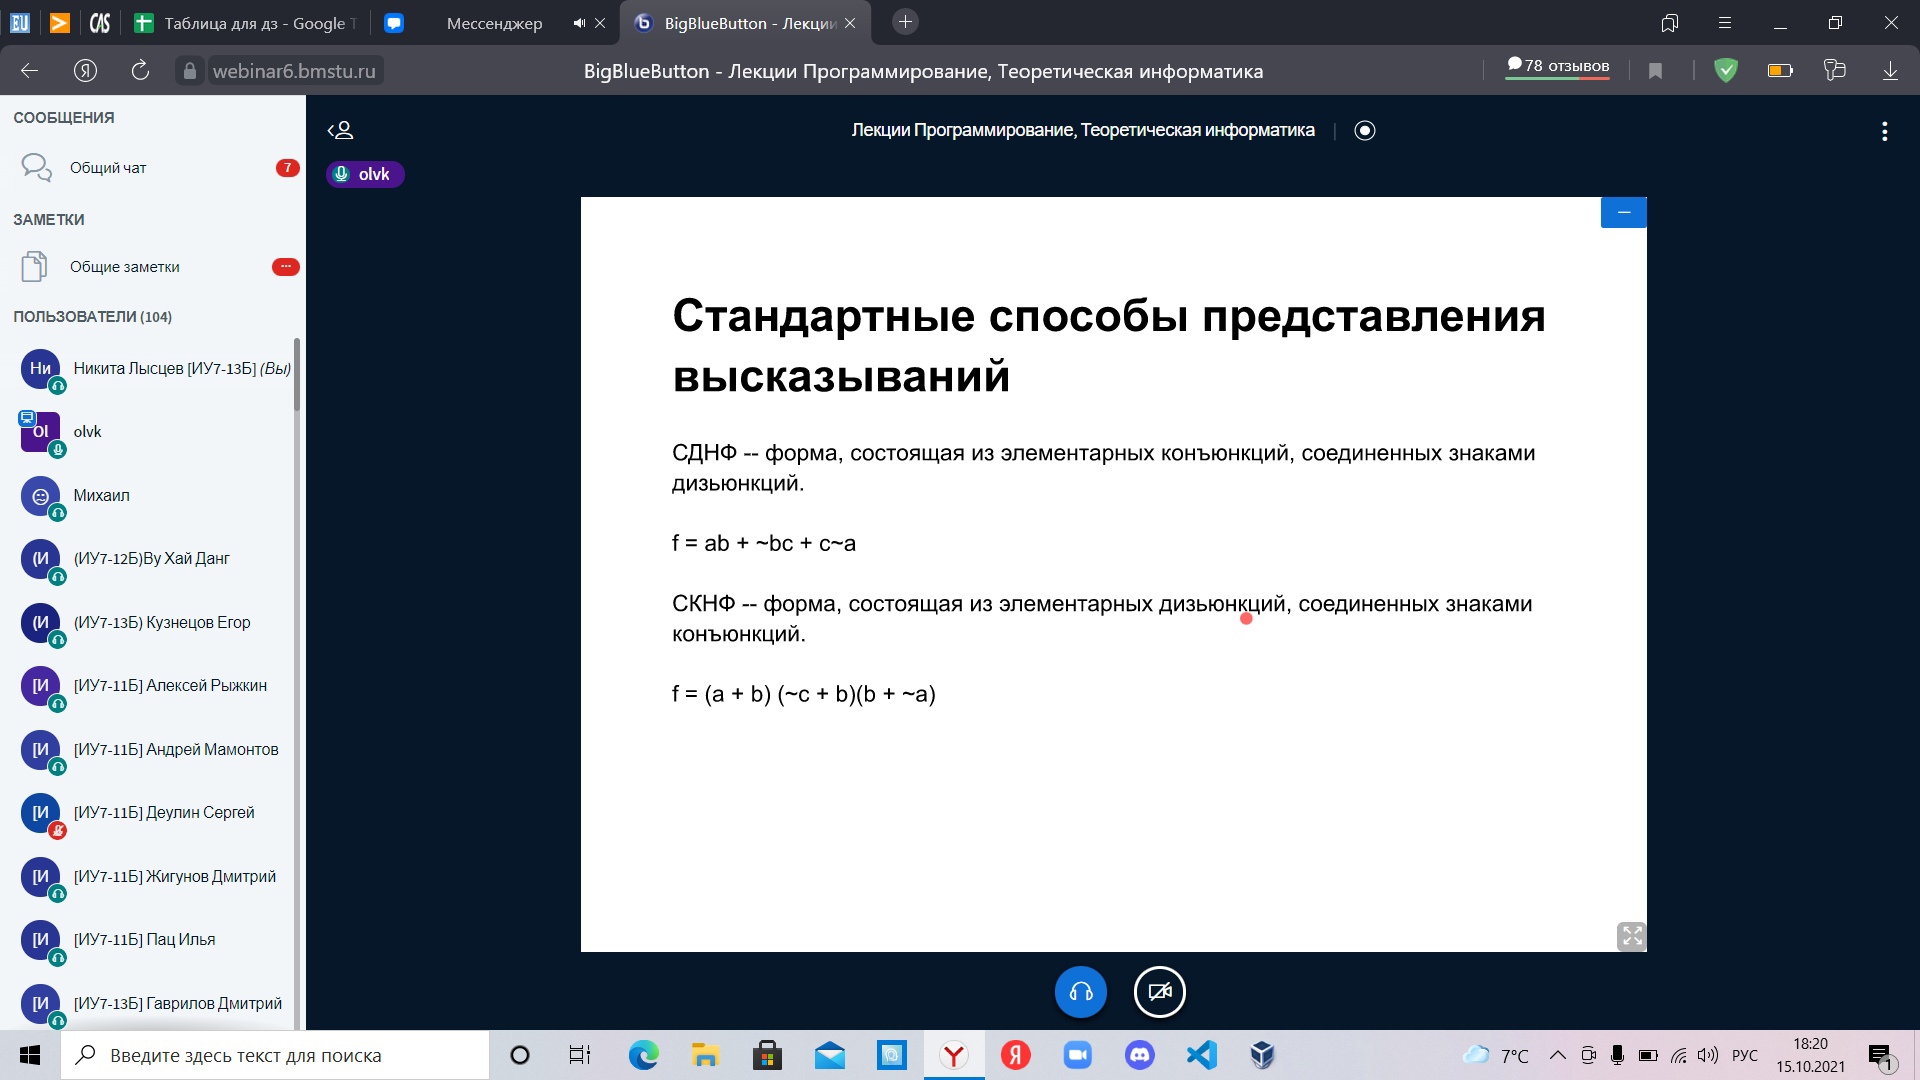 EU
CAS
Таблица для дз - Google Т
Мессенджер
BigBlueButton - Лекции
webinar6.bmstu.ru
BigBlueButton - Лекции Программирование, Теоретическая информатика
78 отзывов
СООБЩЕНИЯ
Общий чат
7
ЗАМЕТКИ
Общие заметки
ПОЛЬЗОВАТЕЛИ (104)
Ни
Никита Лысцев [ИУ7-13Б] (Вы)
Ol
olvk
Михаил
(И
(ИУ7-12Б)Ву Хай Данг
(И
(ИУ7-13Б) Кузнецов Егор
[И
[ИУ7-11Б] Алексей Рыжкин
[И
[ИУ7-11Б] Андрей Мамонтов
[И
[ИУ7-11Б] Деулин Сергей
[И
[ИУ7-11Б] Жигунов Дмитрий
[И
[ИУ7-11Б] Пац Илья
[И
[ИУ7-13Б] Гаврилов Дмитрий
Лекции Программирование, Теоретическая информатика
olvk
Стандартные способы представления
высказываний
СДНФ -- форма, состоящая из элементарных конъюнкций, соединенных знаками
дизьюнкций.
f = ab + ~bc + c~a
СКНФ -- форма, состоящая из элементарных дизьюнкций, соединенных знаками
конъюнкций.
f = (a + b) (~c + b)(b + ~a)
Введите здесь текст для поиска
7°C
РУС
18:20
15.10.2021
1